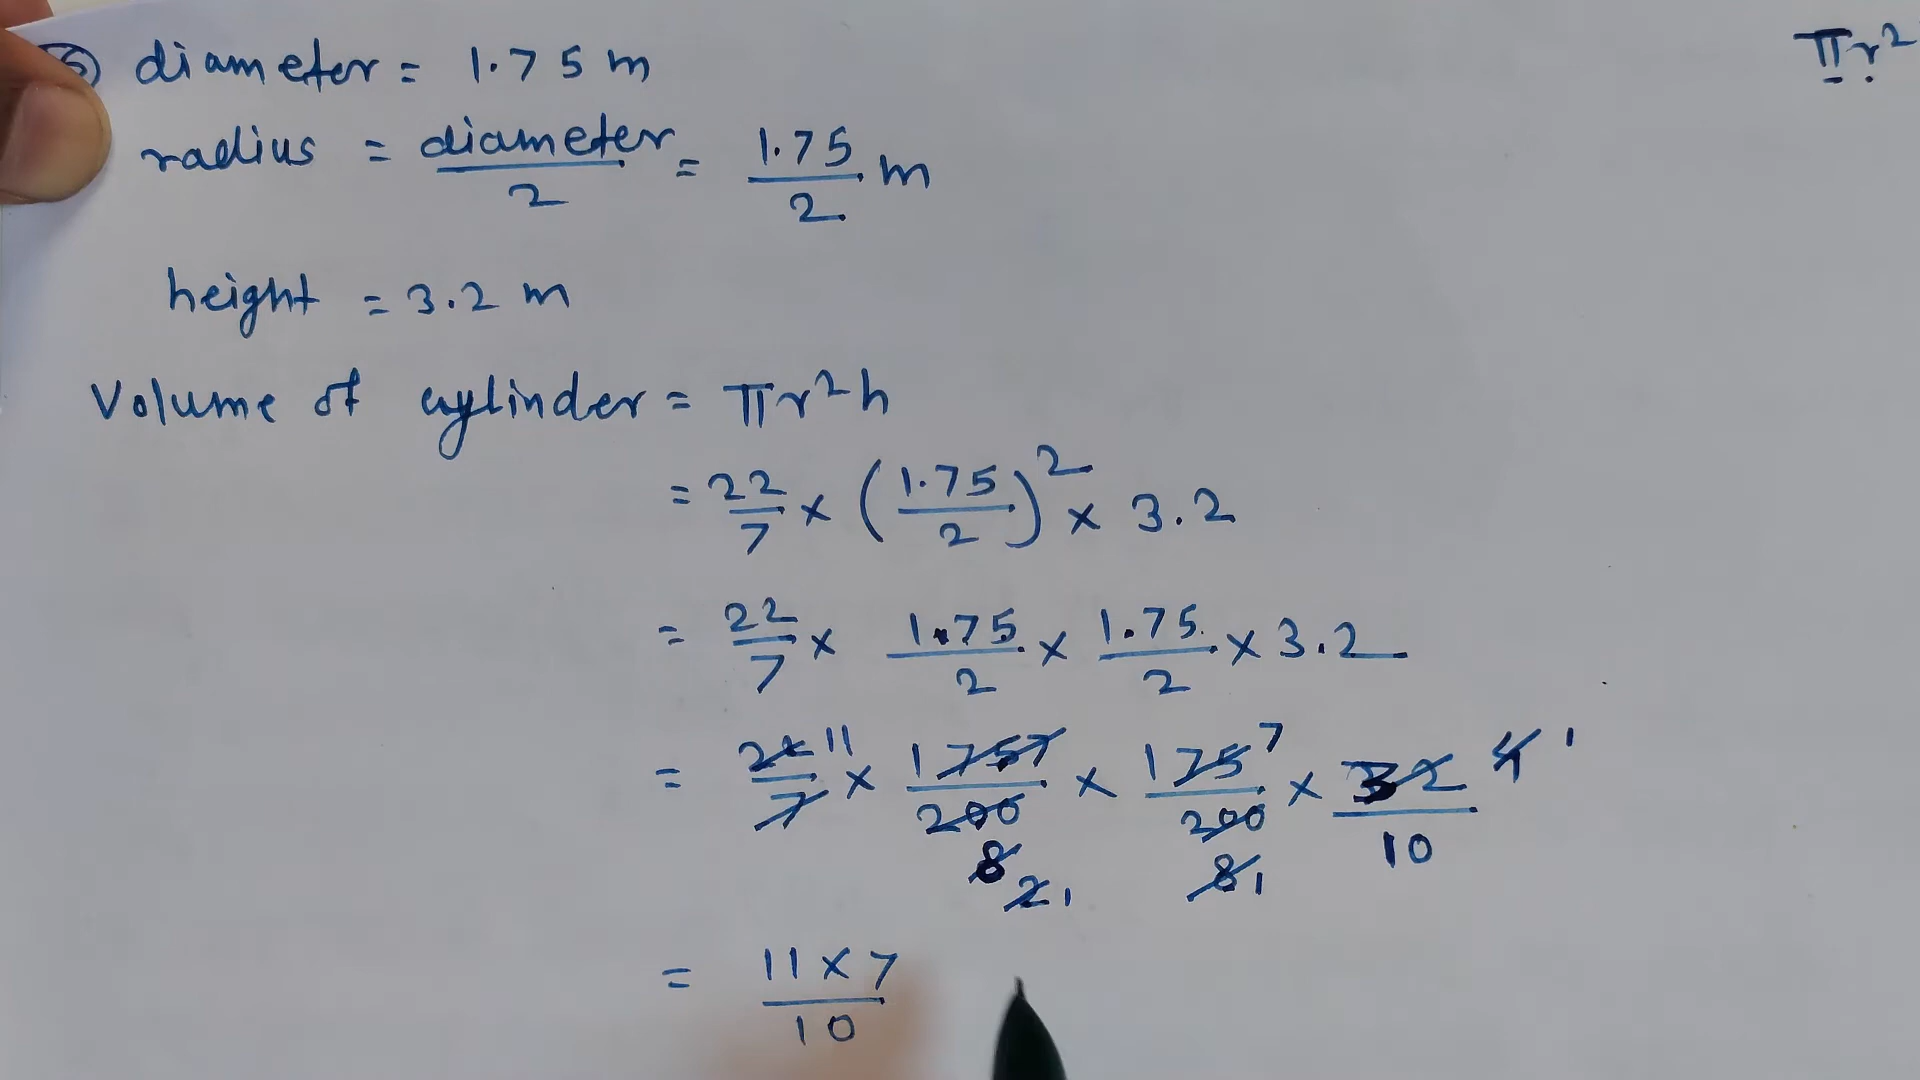 ⑥ diameter = 1.75 m
πr²
radius = diameter/2 = 1.75/2 m
height = 3.2 m
Volume of cylinder = πr²h
= 22/7 × (1.75/2)² × 3.2
= 22/7 × 1.75/2 × 1.75/2 × 3.2
= 22 11/7 × 175 7/200 8 2 1 × 175 7/200 8 1 × 32 4 1/10
= 11 × 7/10